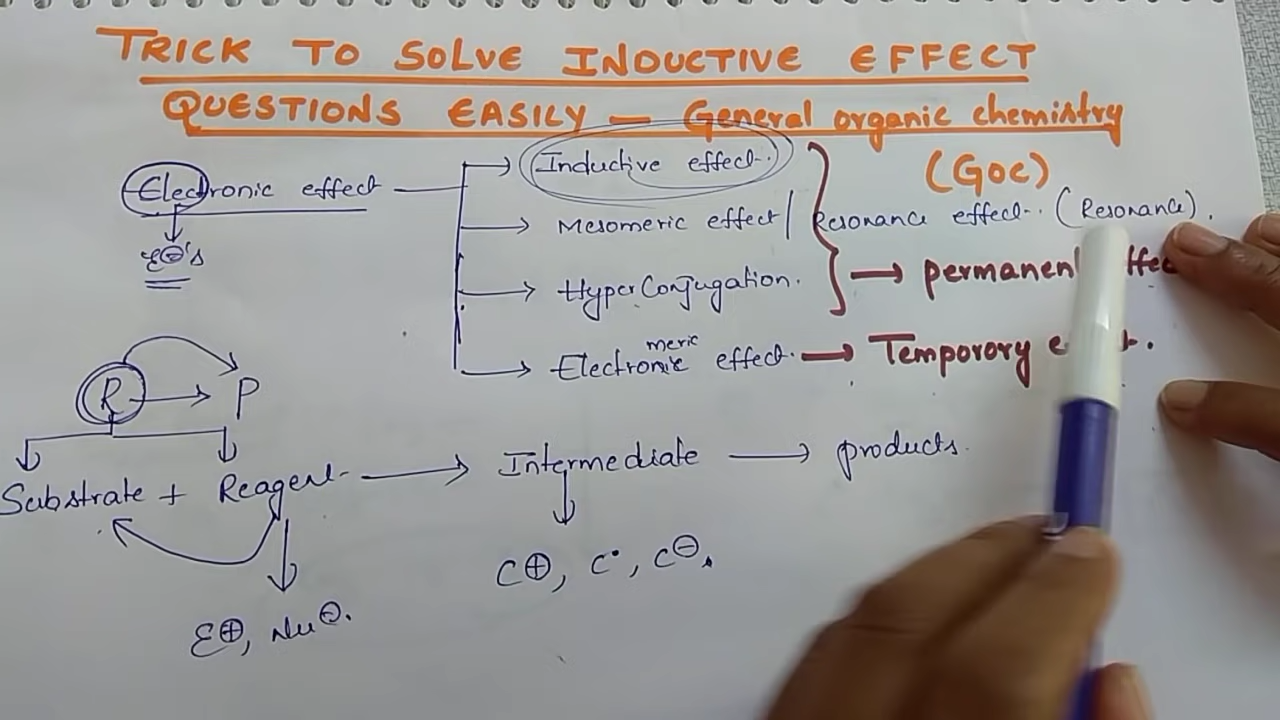 TRICK TO SOLVE INDUCTIVE EFFECT
QUESTIONS EASILY — General organic chemistry
(GOC)
Electronic effect
Inductive effect.
Mesomeric effect / Resonance effect. (Resonance).
Hyper Conjugation.
permanent
meric
Electronic effect. → Temporory
e⊖'s
R → P
Substrate + Reagent → Intermediate → products.
E⊕, Nu⊖.
C⊕, C•, C⊖,